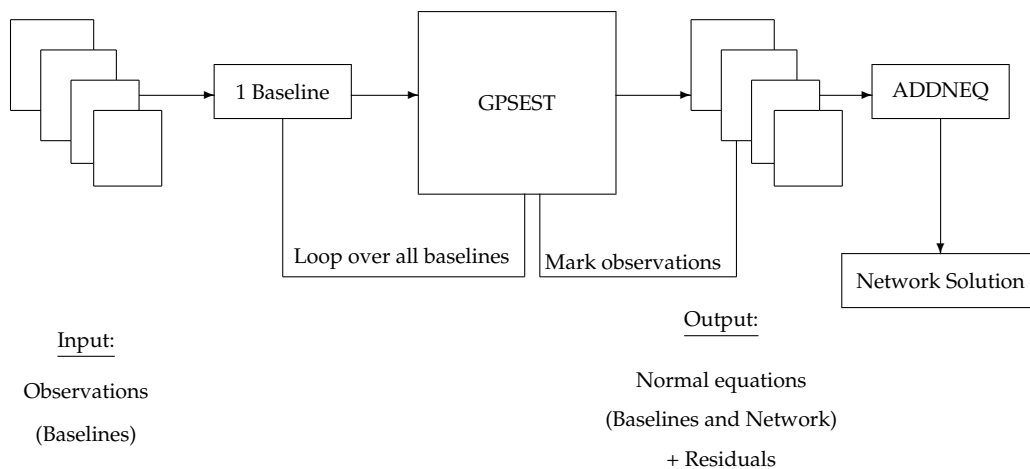 1 Baseline
GPSEST
ADDNEQ
Loop over all baselines
Mark observations
Network Solution
Input:
Observations
(Baselines)
Output:
Normal equations
(Baselines and Network)
+ Residuals